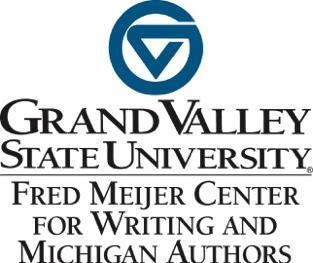 GRAND VALLEY
STATE UNIVERSITY®
FRED MEIJER CENTER
FOR WRITING AND
MICHIGAN AUTHORS